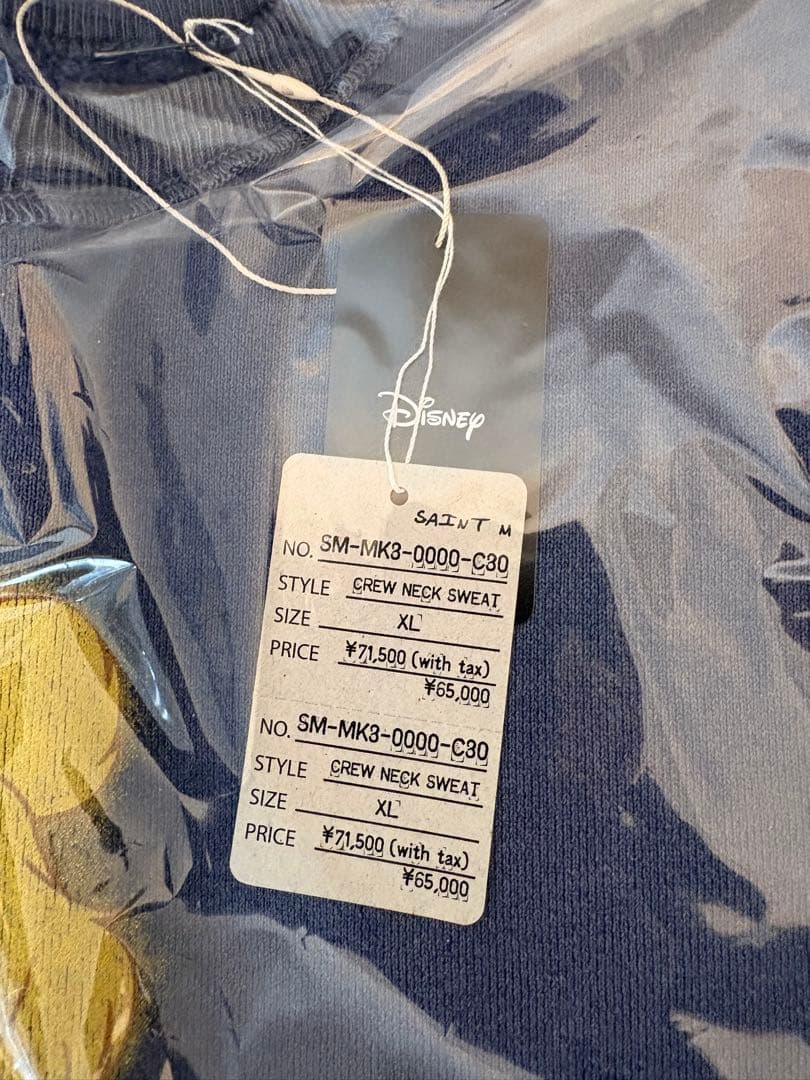 Disney
SAINT M
NO. SM-MK3-0000-C30
STYLE CREW NECK SWEAT
SIZE XL
PRICE ¥71,500 (with tax)
¥65,000
NO. SM-MK3-0000-C30
STYLE CREW NECK SWEAT
SIZE XL
PRICE ¥71,500 (with tax)
¥65,000